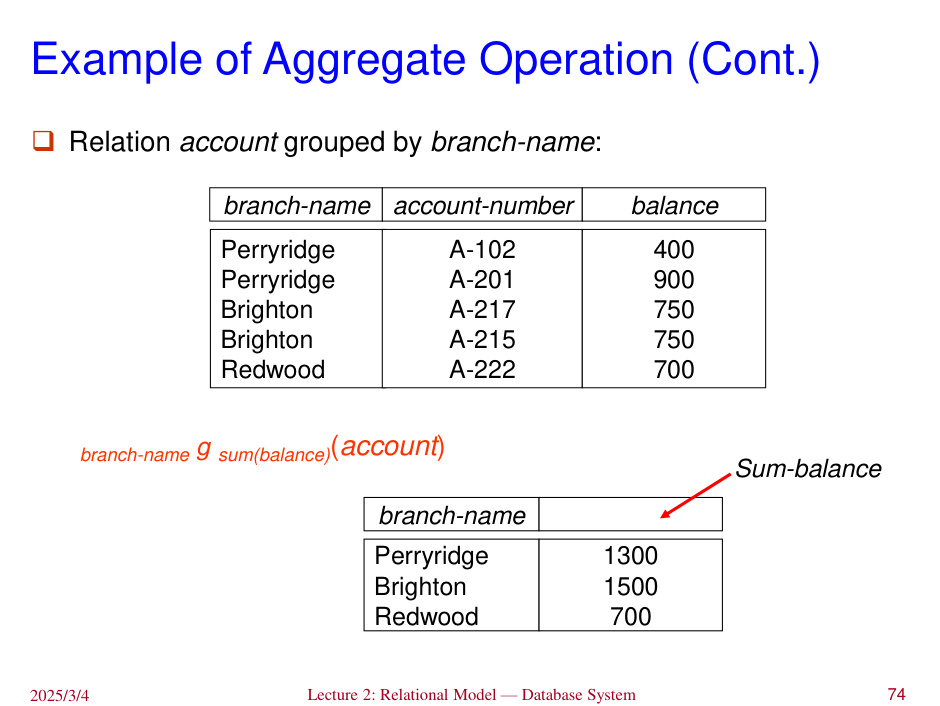 Example of Aggregate Operation (Cont.)
Relation account grouped by branch-name:
branch-name account-number balance
Perryridge A-102 400
Perryridge A-201 900
Brighton A-217 750
Brighton A-215 750
Redwood A-222 700
branch-name g sum(balance)(account)
Sum-balance
branch-name
Perryridge 1300
Brighton 1500
Redwood 700
2025/3/4 Lecture 2: Relational Model — Database System 74